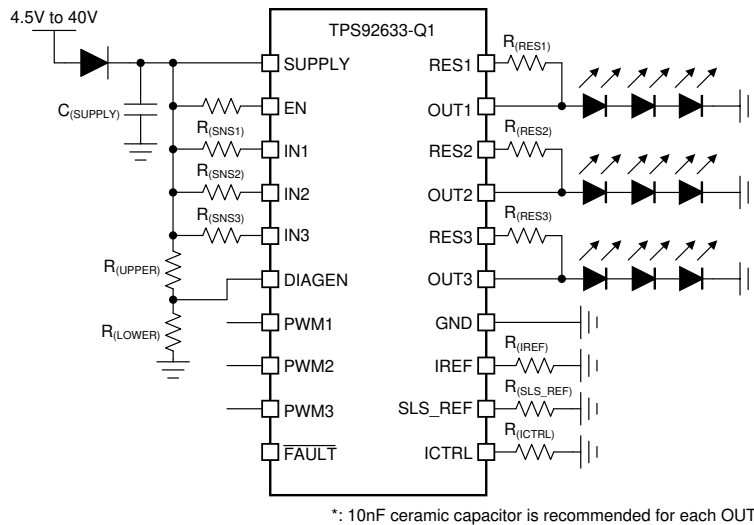 4.5V to 40V
TPS92633-Q1
C(SUPPLY)
R(SNS1)
R(SNS2)
R(SNS3)
R(UPPER)
R(LOWER)
SUPPLY
EN
IN1
IN2
IN3
DIAGEN
PWM1
PWM2
PWM3
FAULT
RES1
OUT1
RES2
OUT2
RES3
OUT3
GND
IREF
SLS_REF
ICTRL
R(RES1)
R(RES2)
R(RES3)
R(IREF)
R(SLS_REF)
R(ICTRL)
*: 10nF ceramic capacitor is recommended for each OUT